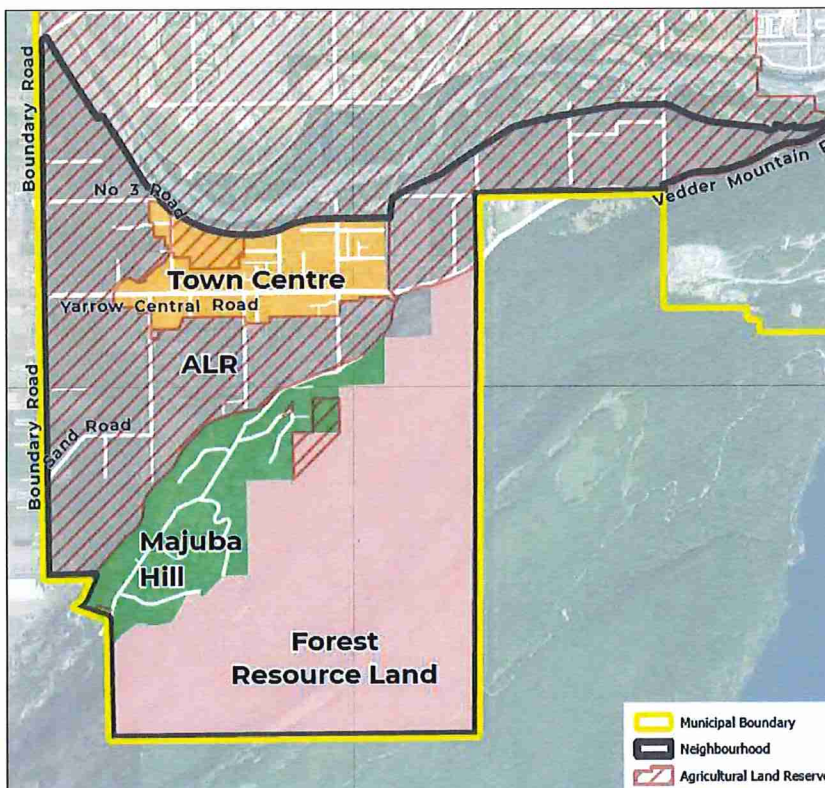 Boundary Road
No 3 Road
Vedder Mountain
Town Centre
Yarrow Central Road
ALR
Boundary Road
Sand Road
Majuba
Hill
Forest
Resource Land
Municipal Boundary
Neighbourhood
Agricultural Land Reserve